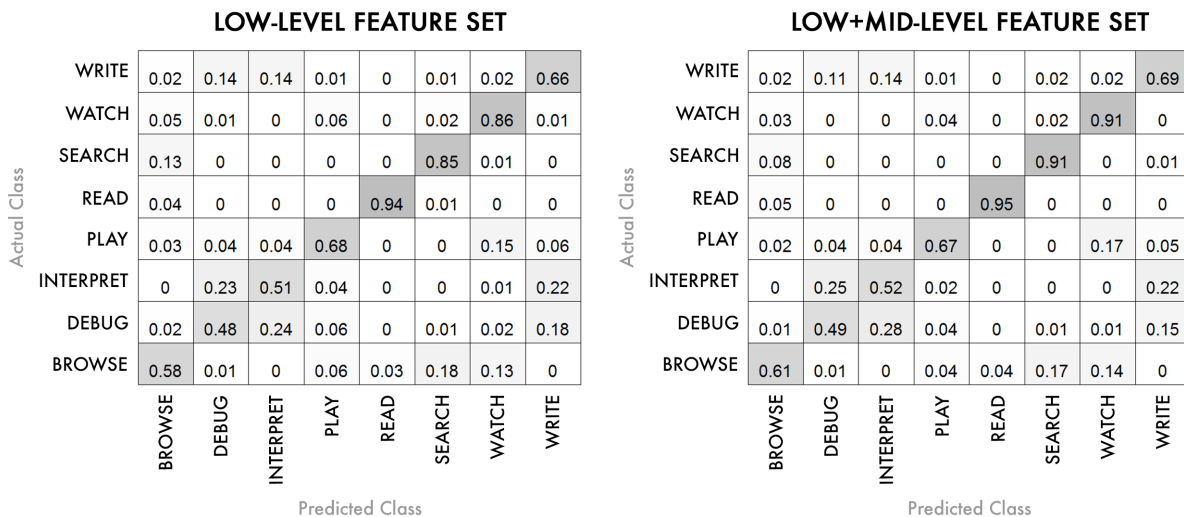 LOW-LEVEL FEATURE SET
WRITE 0.02 0.14 0.14 0.01 0 0.01 0.02 0.66
WATCH 0.05 0.01 0 0.06 0 0.02 0.86 0.01
SEARCH 0.13 0 0 0 0 0.85 0.01 0
READ 0.04 0 0 0 0.94 0.01 0 0
PLAY 0.03 0.04 0.04 0.68 0 0 0.15 0.06
INTERPRET 0 0.23 0.51 0.04 0 0 0.01 0.22
DEBUG 0.02 0.48 0.24 0.06 0 0.01 0.02 0.18
BROWSE 0.58 0.01 0 0.06 0.03 0.18 0.13 0
Actual Class
BROWSE DEBUG INTERPRET PLAY READ SEARCH WATCH WRITE
Predicted Class
LOW+MID-LEVEL FEATURE SET
WRITE 0.02 0.11 0.14 0.01 0 0.02 0.02 0.69
WATCH 0.03 0 0 0.04 0 0.02 0.91 0
SEARCH 0.08 0 0 0 0 0.91 0 0.01
READ 0.05 0 0 0 0.95 0 0 0
PLAY 0.02 0.04 0.04 0.67 0 0 0.17 0.05
INTERPRET 0 0.25 0.52 0.02 0 0 0 0.22
DEBUG 0.01 0.49 0.28 0.04 0 0.01 0.01 0.15
BROWSE 0.61 0.01 0 0.04 0.04 0.17 0.14 0
Actual Class
BROWSE DEBUG INTERPRET PLAY READ SEARCH WATCH WRITE
Predicted Class